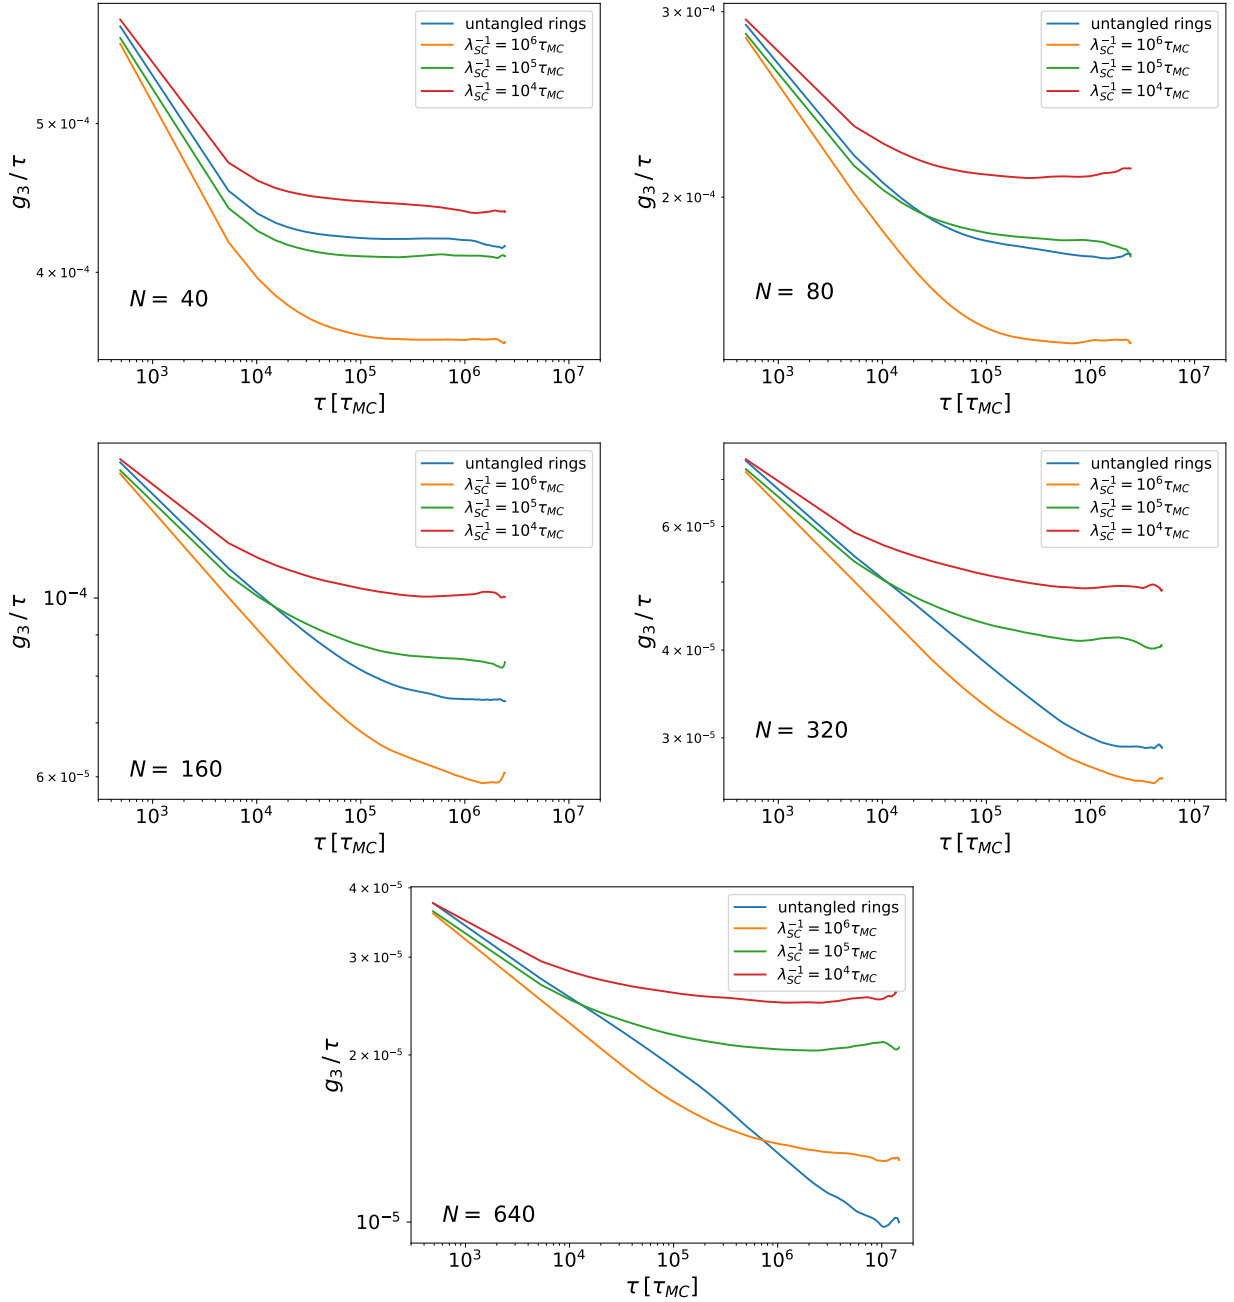 untangled rings
λ_SC^{-1} = 10^6 τ_MC
λ_SC^{-1} = 10^5 τ_MC
λ_SC^{-1} = 10^4 τ_MC
5 × 10^{-4}
4 × 10^{-4}
g_3 / τ
N = 40
10^3 10^4 10^5 10^6 10^7
τ [τ_MC]
3 × 10^{-4}
untangled rings
λ_SC^{-1} = 10^6 τ_MC
λ_SC^{-1} = 10^5 τ_MC
λ_SC^{-1} = 10^4 τ_MC
2 × 10^{-4}
g_3 / τ
N = 80
10^3 10^4 10^5 10^6 10^7
τ [τ_MC]
untangled rings
λ_SC^{-1} = 10^6 τ_MC
λ_SC^{-1} = 10^5 τ_MC
λ_SC^{-1} = 10^4 τ_MC
10^{-4}
6 × 10^{-5}
g_3 / τ
N = 160
10^3 10^4 10^5 10^6 10^7
τ [τ_MC]
untangled rings
λ_SC^{-1} = 10^6 τ_MC
λ_SC^{-1} = 10^5 τ_MC
λ_SC^{-1} = 10^4 τ_MC
6 × 10^{-5}
4 × 10^{-5}
3 × 10^{-5}
g_3 / τ
N = 320
10^3 10^4 10^5 10^6 10^7
τ [τ_MC]
4 × 10^{-5}
untangled rings
λ_SC^{-1} = 10^6 τ_MC
λ_SC^{-1} = 10^5 τ_MC
λ_SC^{-1} = 10^4 τ_MC
3 × 10^{-5}
2 × 10^{-5}
10^{-5}
g_3 / τ
N = 640
10^3 10^4 10^5 10^6 10^7
τ [τ_MC]